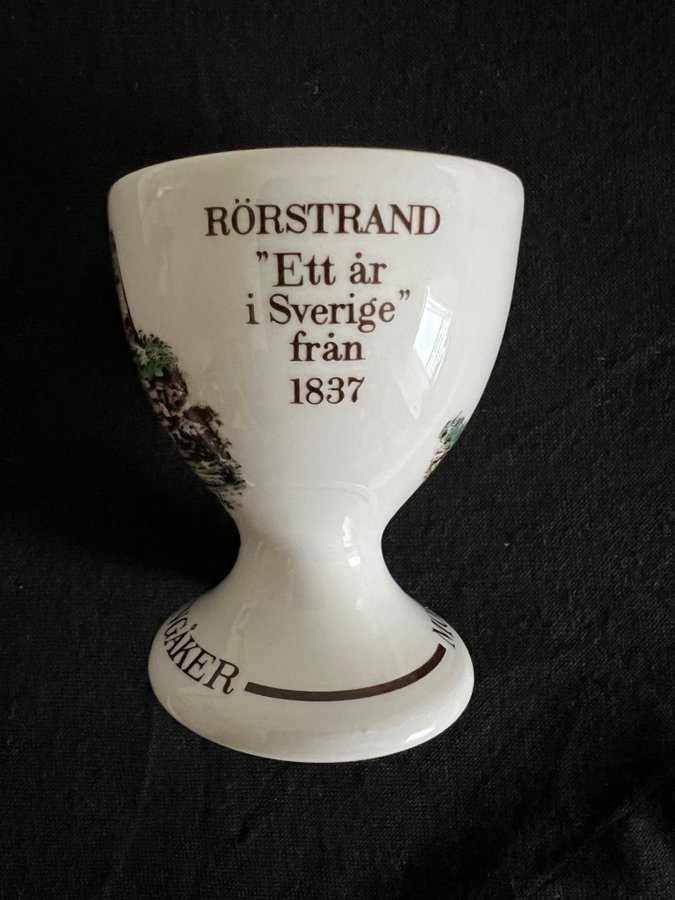 RÖRSTRAND
"Ett år
i Sverige"
från
1837